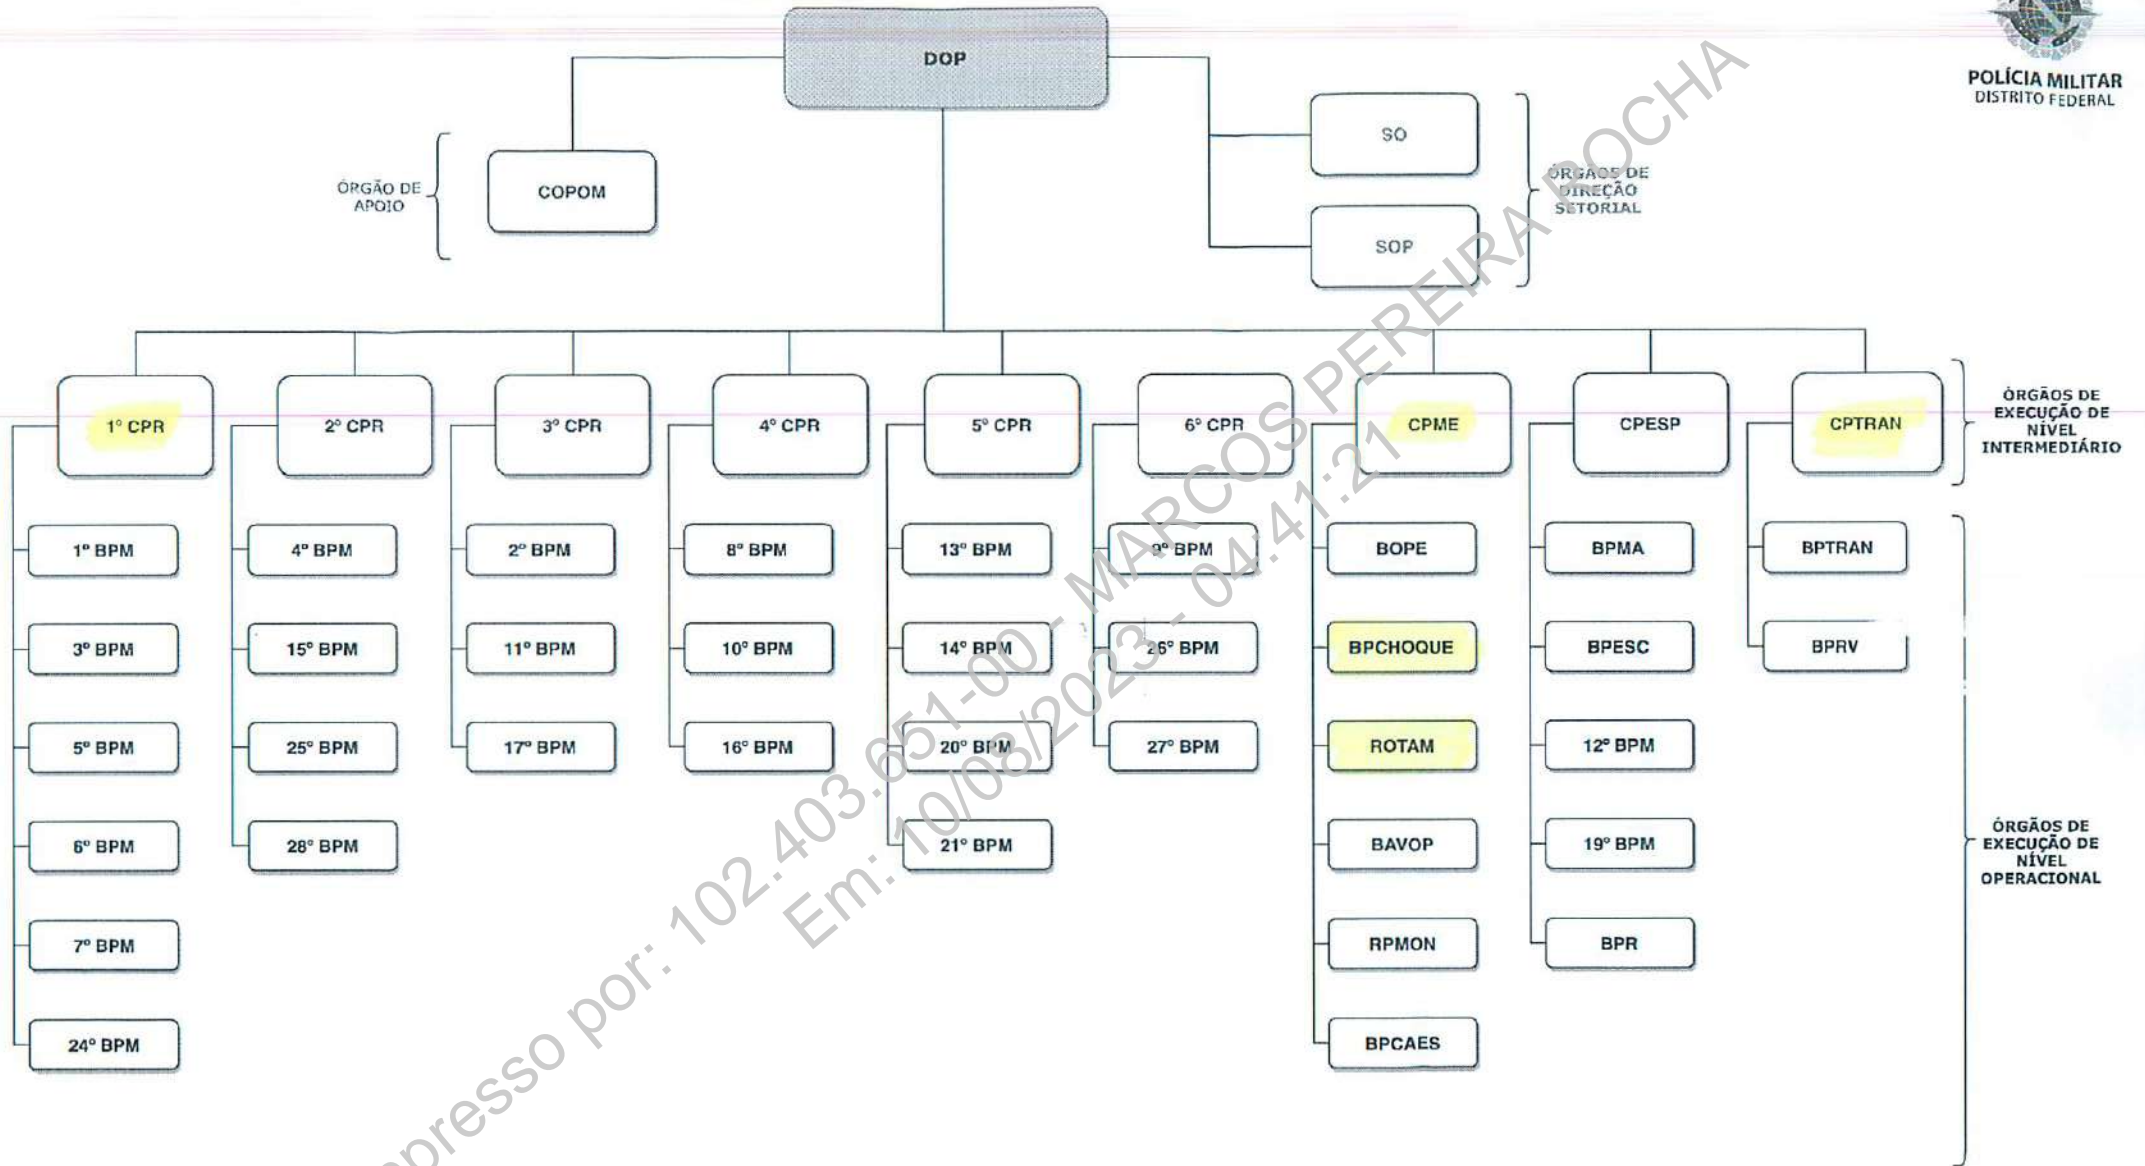 DOP
POLÍCIA MILITAR
DISTRITO FEDERAL
ÓRGÃO DE
APOIO
COPOM
SO
SOP
ÓRGÃOS DE
DIREÇÃO
SETORIAL
1º CPR
2º CPR
3º CPR
4º CPR
5º CPR
6º CPR
CPME
CPESP
CPTRAN
ÓRGÃOS DE
EXECUÇÃO DE
NÍVEL
INTERMEDIÁRIO
1º BPM
4º BPM
2º BPM
8º BPM
13º BPM
9º BPM
BOPE
BPMA
BPTRAN
3º BPM
15º BPM
11º BPM
10º BPM
14º BPM
26º BPM
BPCHOQUE
BPESC
BPRV
5º BPM
25º BPM
17º BPM
16º BPM
20º BPM
27º BPM
ROTAM
12º BPM
6º BPM
28º BPM
21º BPM
BAVOP
19º BPM
ÓRGÃOS DE
EXECUÇÃO DE
NÍVEL
OPERACIONAL
7º BPM
RPMON
BPR
24º BPM
BPCAES
presso por: 102.403.651-00 - MARCOS PEREIRA ROCHA
Em: 10/08/2023 - 04:41:21